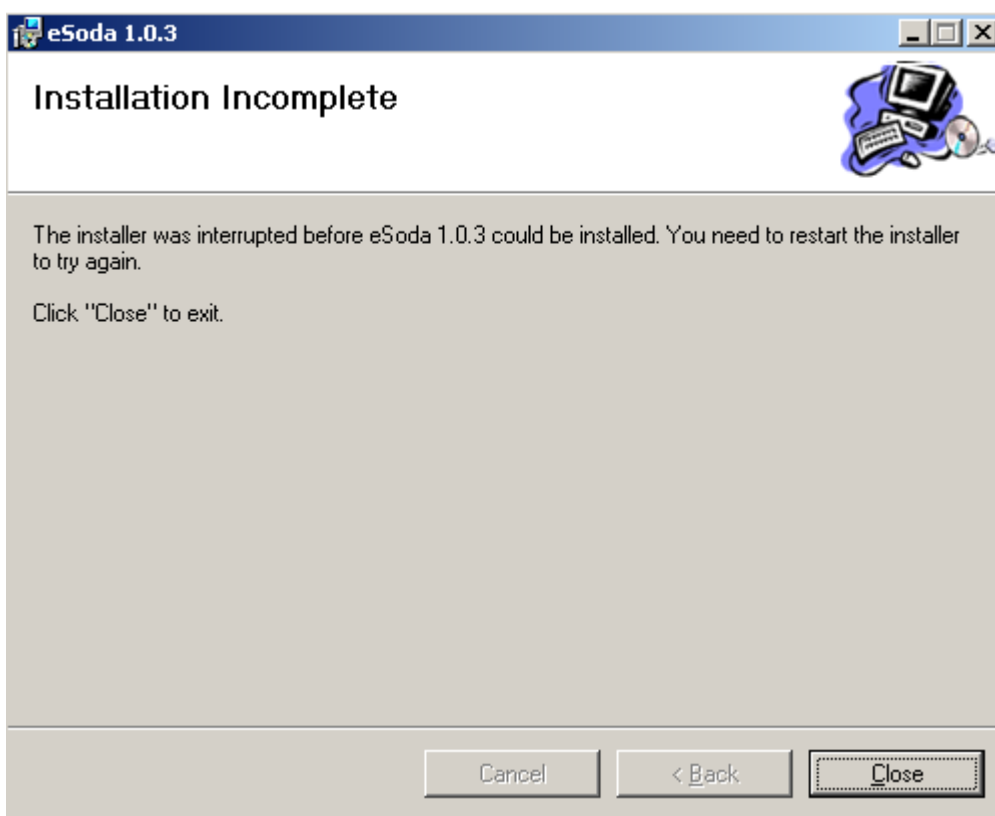 eSoda 1.0.3
Installation Incomplete
The installer was interrupted before eSoda 1.0.3 could be installed. You need to restart the installer
to try again.
Click "Close" to exit.
Cancel
< Back
Close